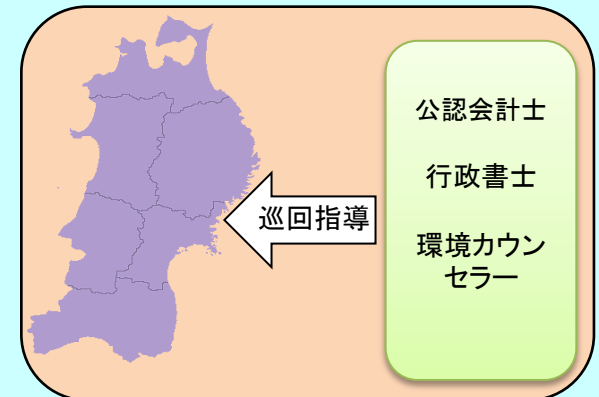 巡回指導
公認会計士
行政書士
環境カウン
セラー